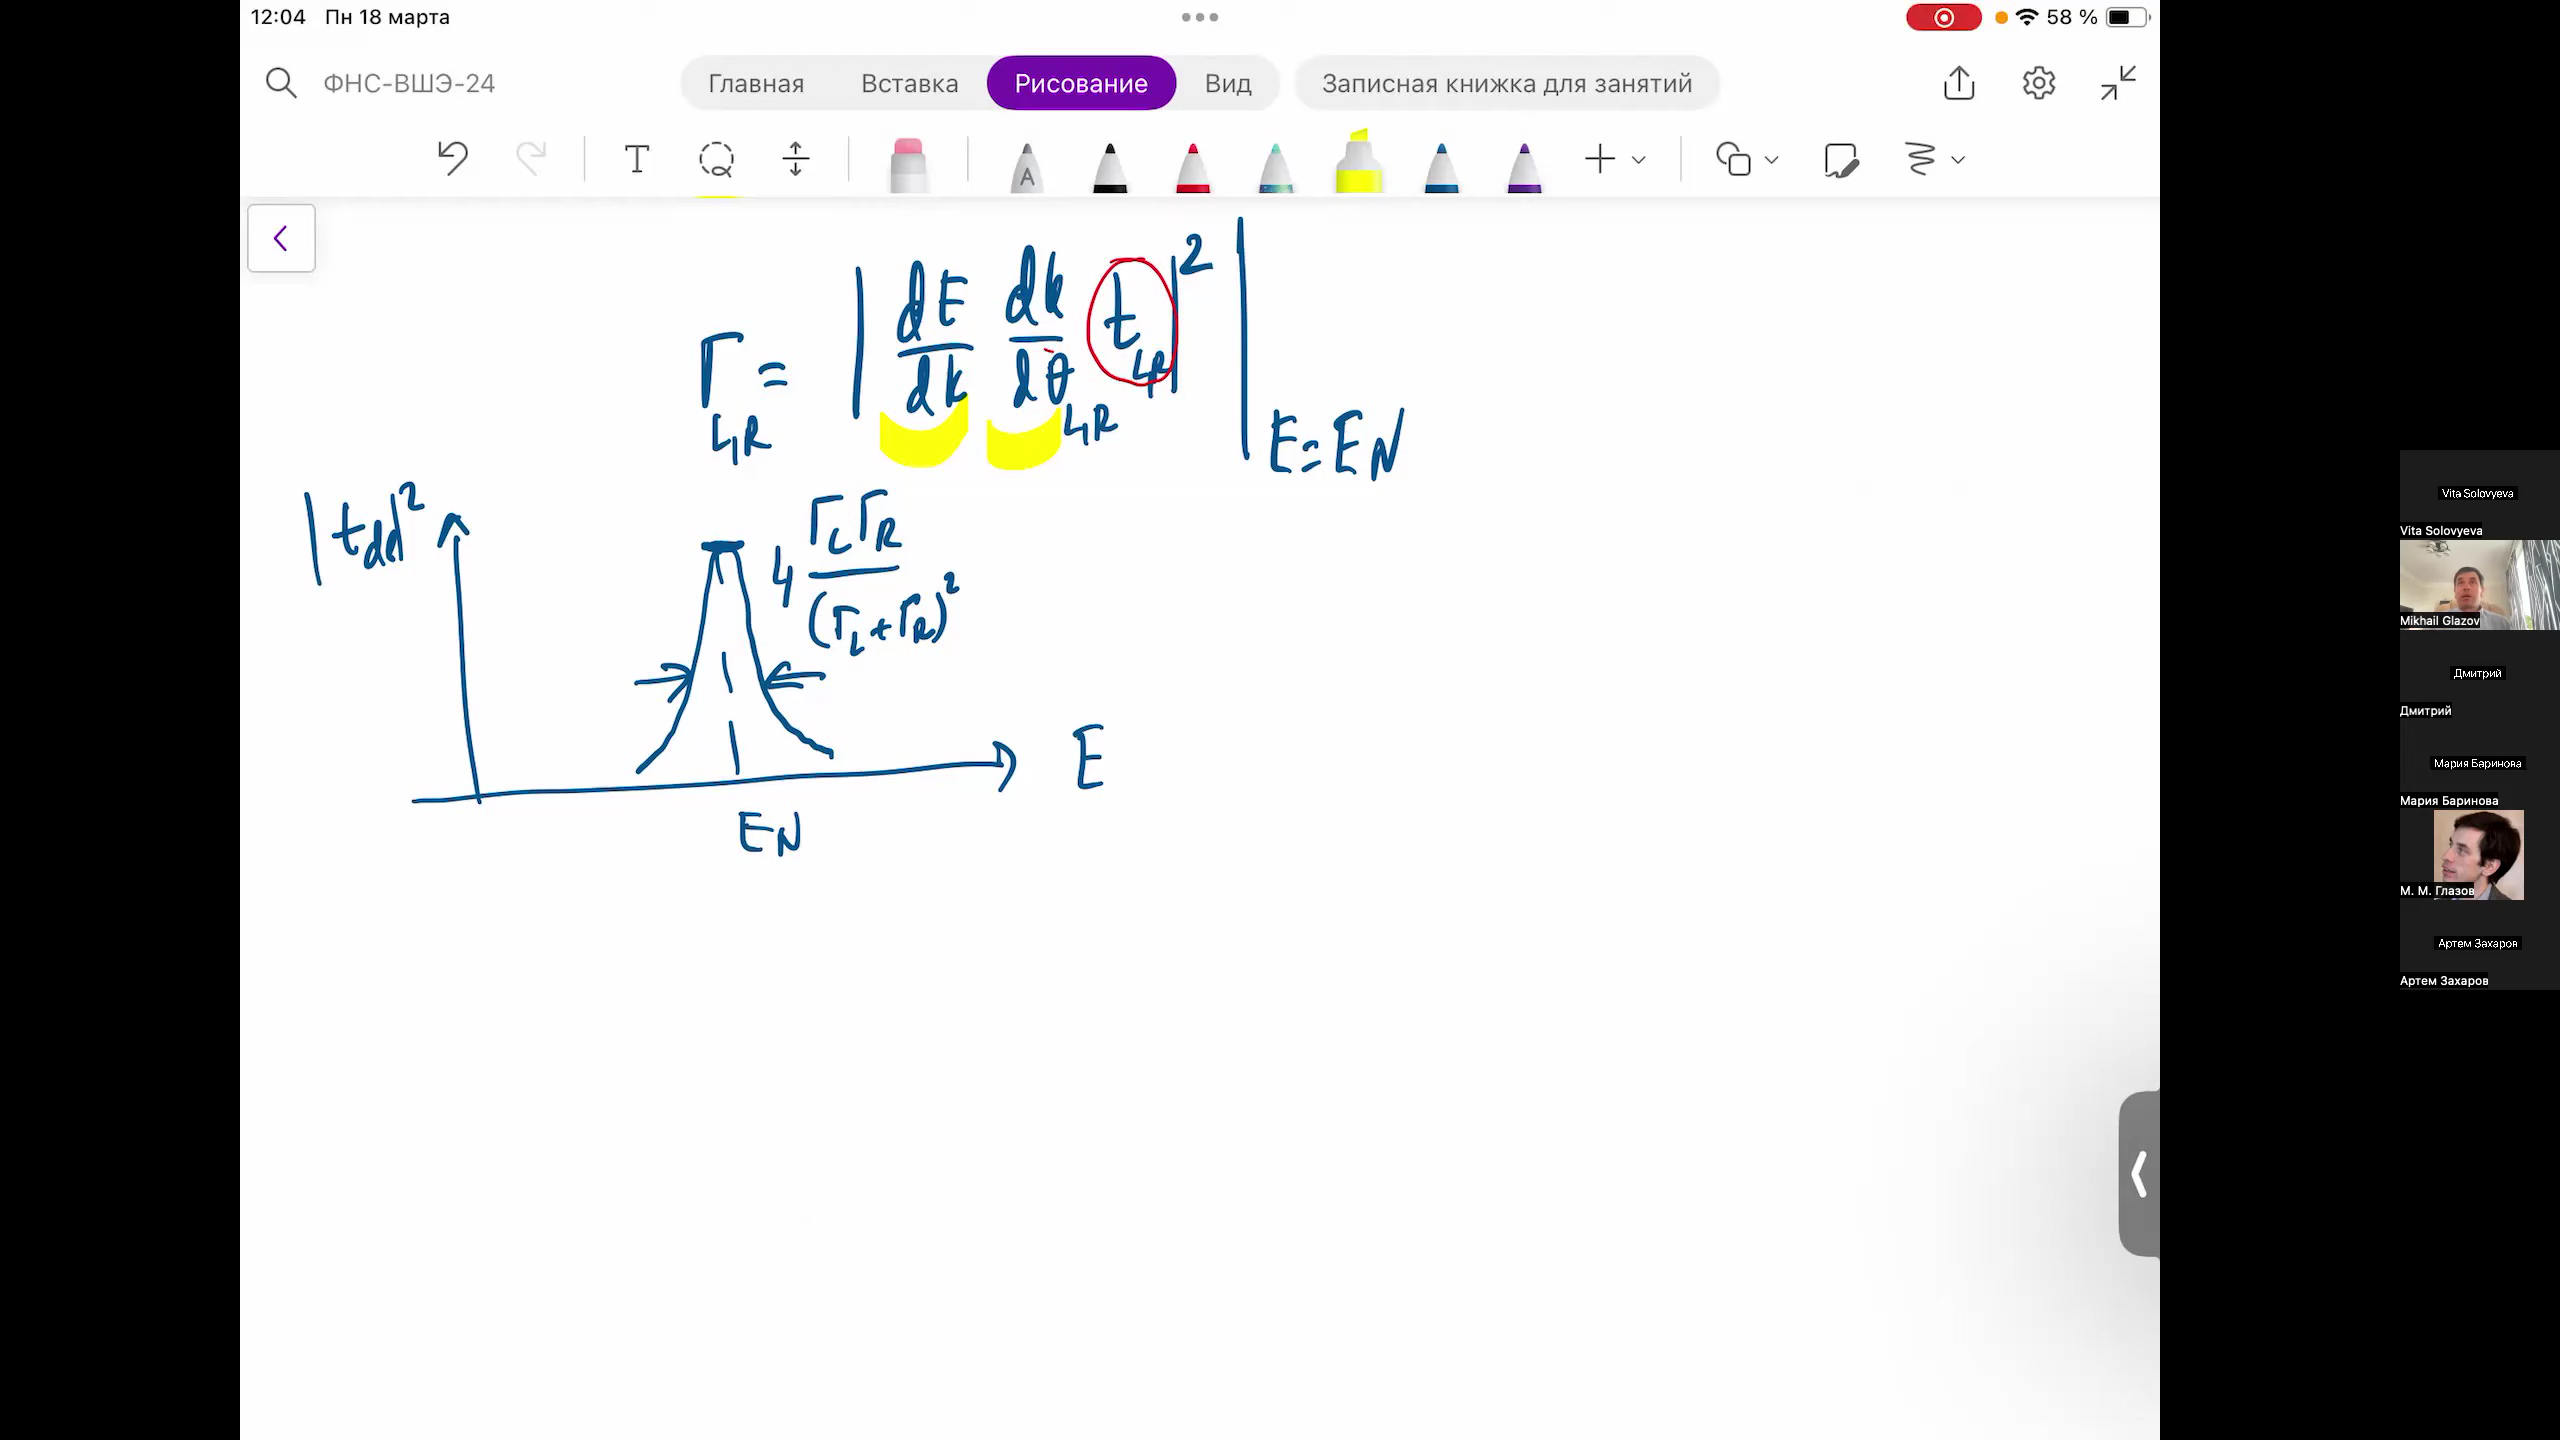 12:04 Пн 18 марта
58 %
ФНС-ВШЭ-24
Главная Вставка Рисование Вид Записная книжка для занятий
T A
Γ_{L,R} = | dE/dk dk/dθ_{L,R} t_{L,R} |² |_{E=E_N}
|t_{dd}|²
4 Γ_L Γ_R / (Γ_L + Γ_R)²
E
E_N
Vita Solovyeva
Vita Solovyeva
Mikhail Glazov
Дмитрий
Дмитрий
Мария Баринова
Мария Баринова
М. М. Глазов
Артем Захаров
Артем Захаров